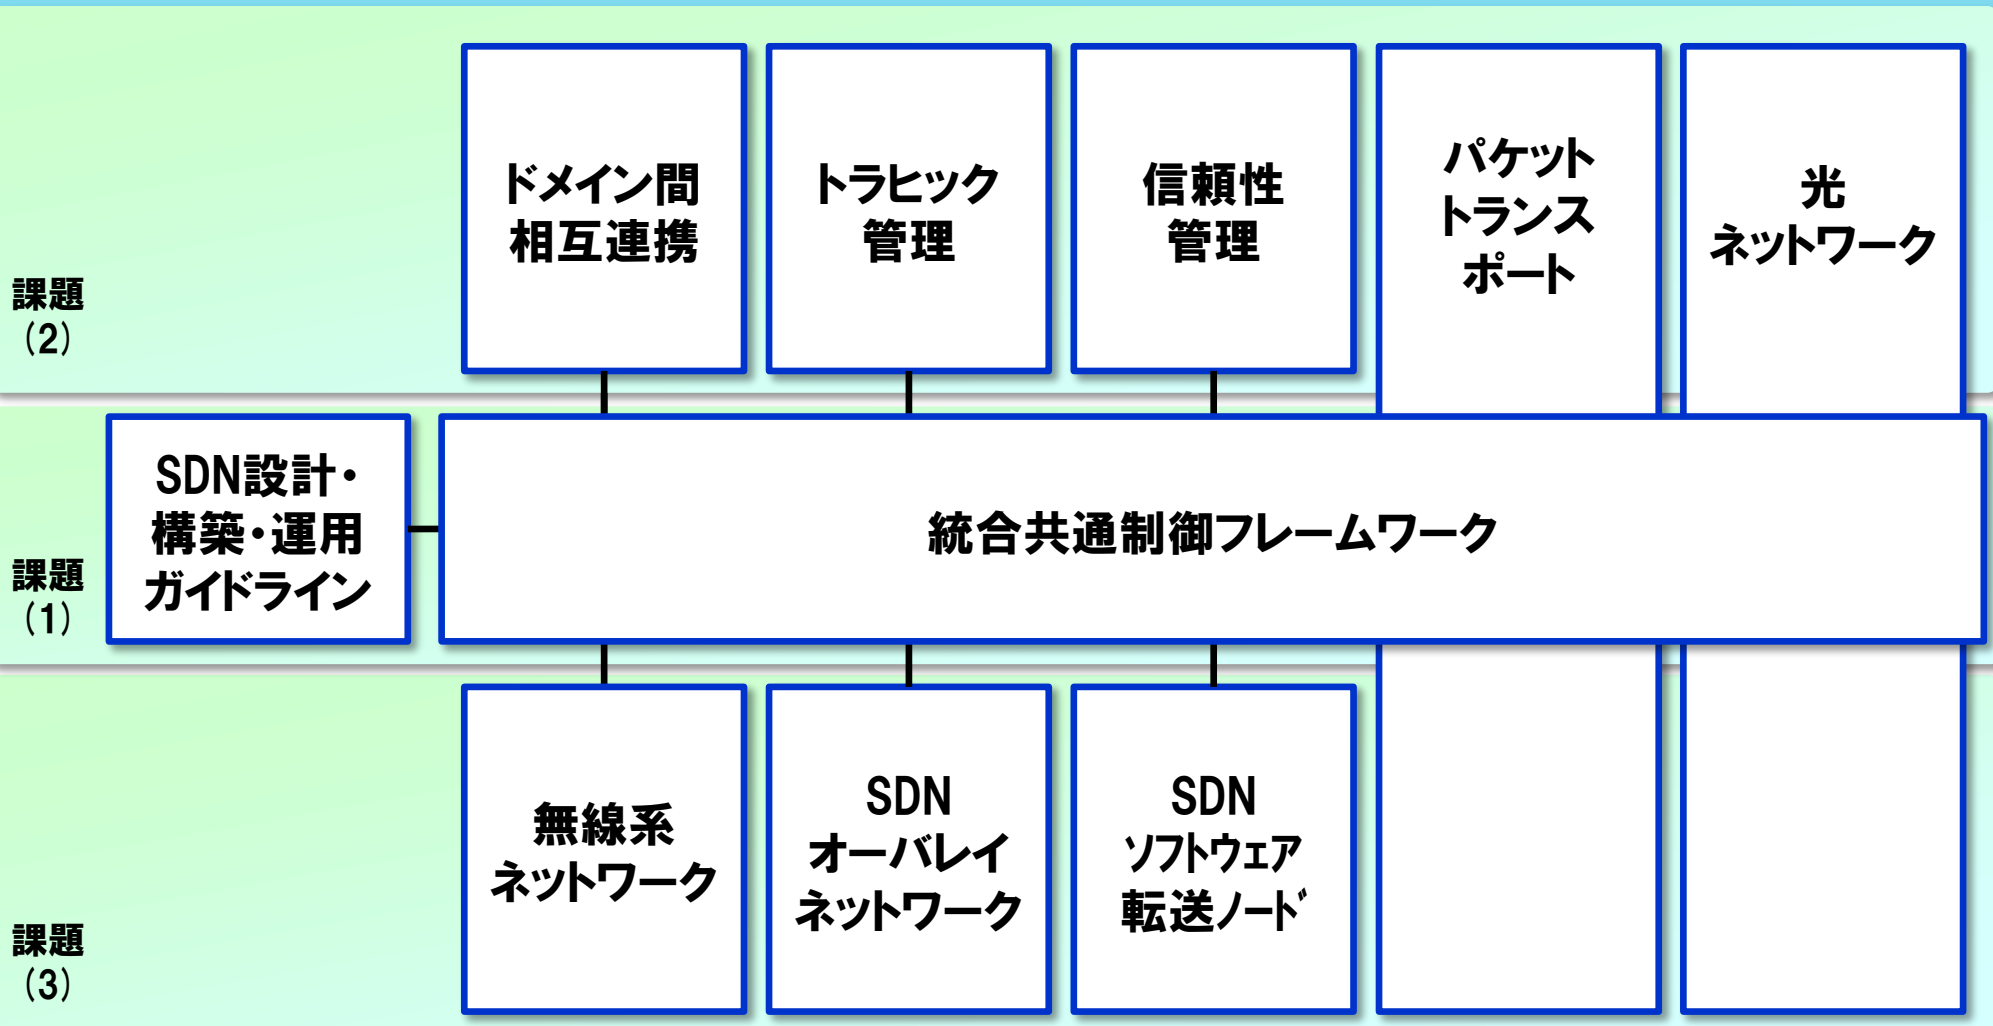 ドメイン間
相互連携
トラヒック
管理
信頼性
管理
パケット
トランス
ポート
光
ネットワーク
課題
(2)
SDN設計・
構築・運用
ガイドライン
統合共通制御フレームワーク
課題
(1)
無線系
ネットワーク
SDN
オーバレイ
ネットワーク
SDN
ソフトウェア
転送ノード
課題
(3)